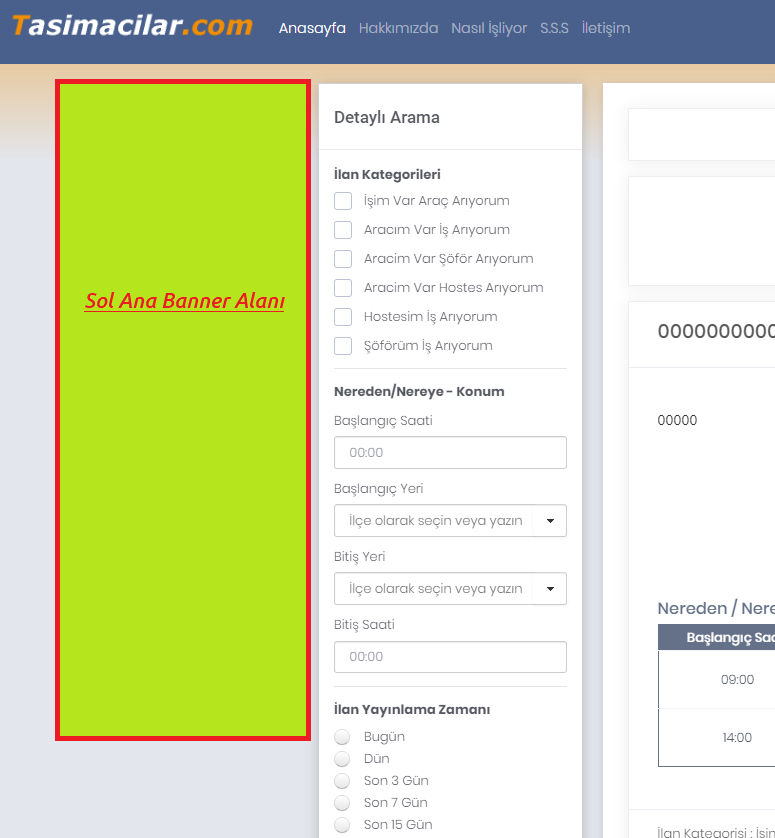 Tasimacilar.com
Anasayfa Hakkımızda Nasıl İşliyor S.S.S İletişim
Sol Ana Banner Alanı
Detaylı Arama
İlan Kategorileri
İşim Var Araç Arıyorum
Aracım Var İş Arıyorum
Aracim Var Şöför Arıyorum
Aracim Var Hostes Arıyorum
Hostesim İş Arıyorum
Şöförüm İş Arıyorum
Nereden/Nereye - Konum
Başlangıç Saati
00:00
Başlangıç Yeri
İlçe olarak seçin veya yazın
Bitiş Yeri
İlçe olarak seçin veya yazın
Bitiş Saati
00:00
İlan Yayınlama Zamanı
Bugün
Dün
Son 3 Gün
Son 7 Gün
Son 15 Gün
0000000000
00000
Nereden / Nere
Başlangıç Saa
09:00
14:00
İlan Kategorisi : İşin